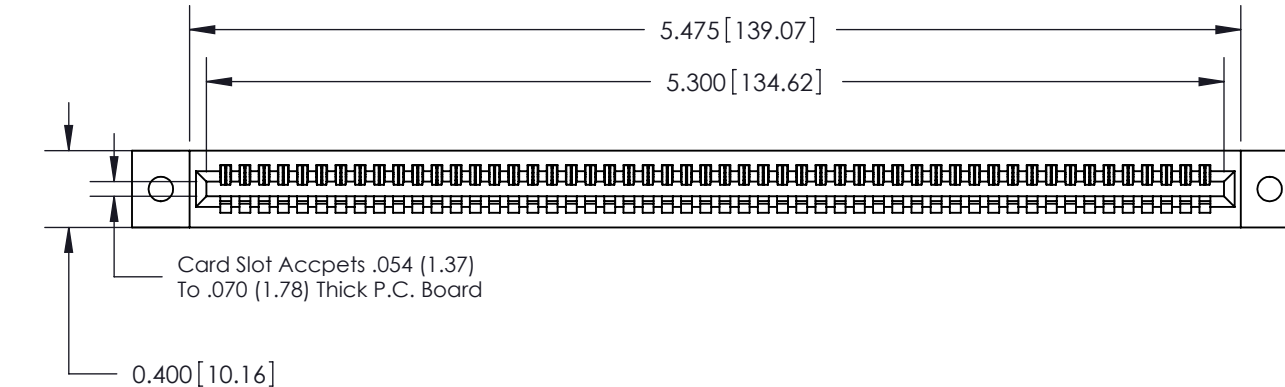 5.475[139.07]
5.300[134.62]
Card Slot Accpets .054 (1.37)
To .070 (1.78) Thick P.C. Board
0.400[10.16]